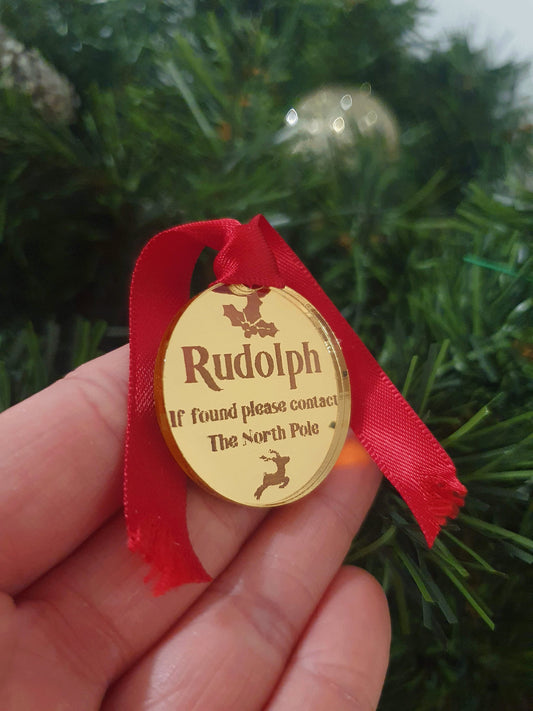 Rudolph
If found please contact
The North Pole